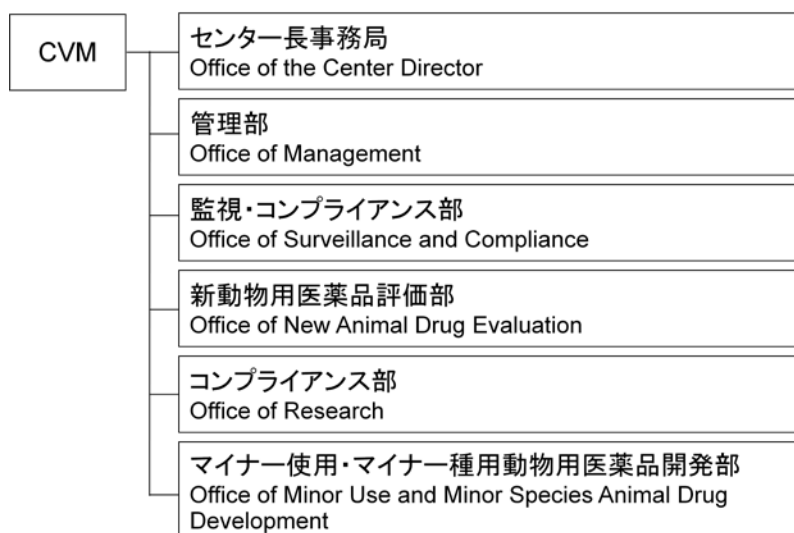 CVM
センター長事務局
Office of the Center Director
管理部
Office of Management
監視・コンプライアンス部
Office of Surveillance and Compliance
新動物用医薬品評価部
Office of New Animal Drug Evaluation
コンプライアンス部
Office of Research
マイナー使用・マイナー種用動物用医薬品開発部
Office of Minor Use and Minor Species Animal Drug
Development